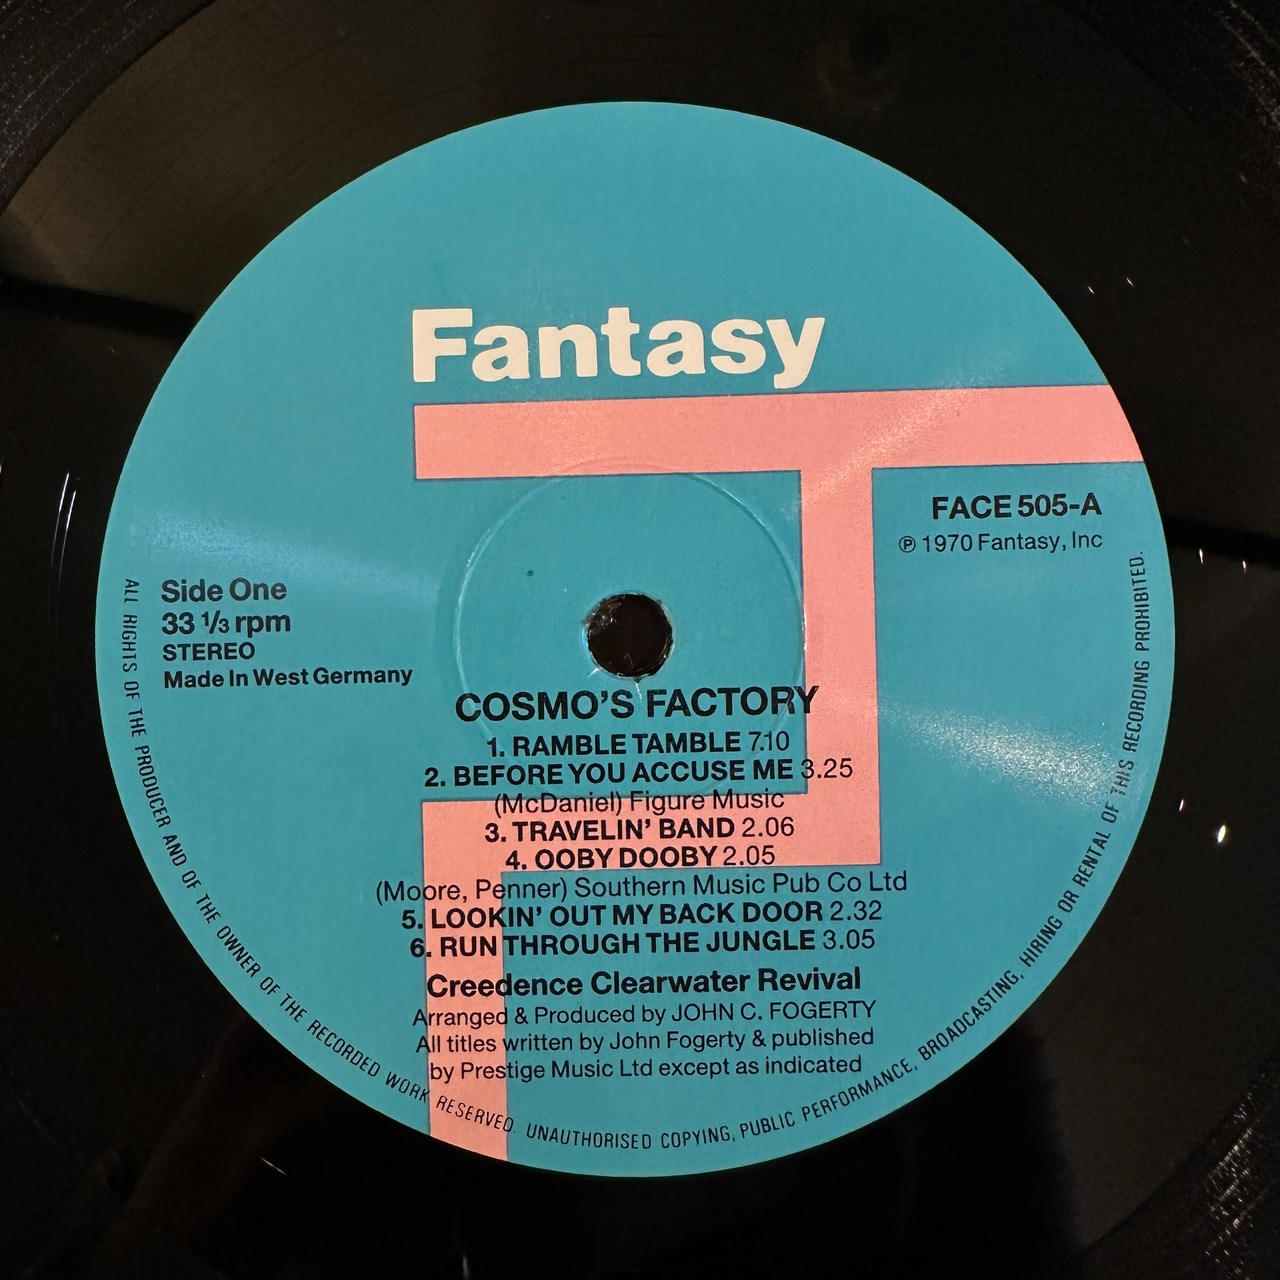 Fantasy
FACE 505-A
℗ 1970 Fantasy, Inc
Side One
33 1/3 rpm
STEREO
Made In West Germany
COSMO'S FACTORY
1. RAMBLE TAMBLE 7.10
2. BEFORE YOU ACCUSE ME 3.25
(McDaniel) Figure Music
3. TRAVELIN' BAND 2.06
4. OOBY DOOBY 2.05
(Moore, Penner) Southern Music Pub Co Ltd
5. LOOKIN' OUT MY BACK DOOR 2.32
6. RUN THROUGH THE JUNGLE 3.05
Creedence Clearwater Revival
Arranged & Produced by JOHN C. FOGERTY
All titles written by John Fogerty & published
by Prestige Music Ltd except as indicated
ALL RIGHTS OF THE PRODUCER AND OF THE OWNER OF THE RECORDED WORK RESERVED. UNAUTHORISED COPYING, PUBLIC PERFORMANCE, BROADCASTING, HIRING OR RENTAL OF THIS RECORDING PROHIBITED.